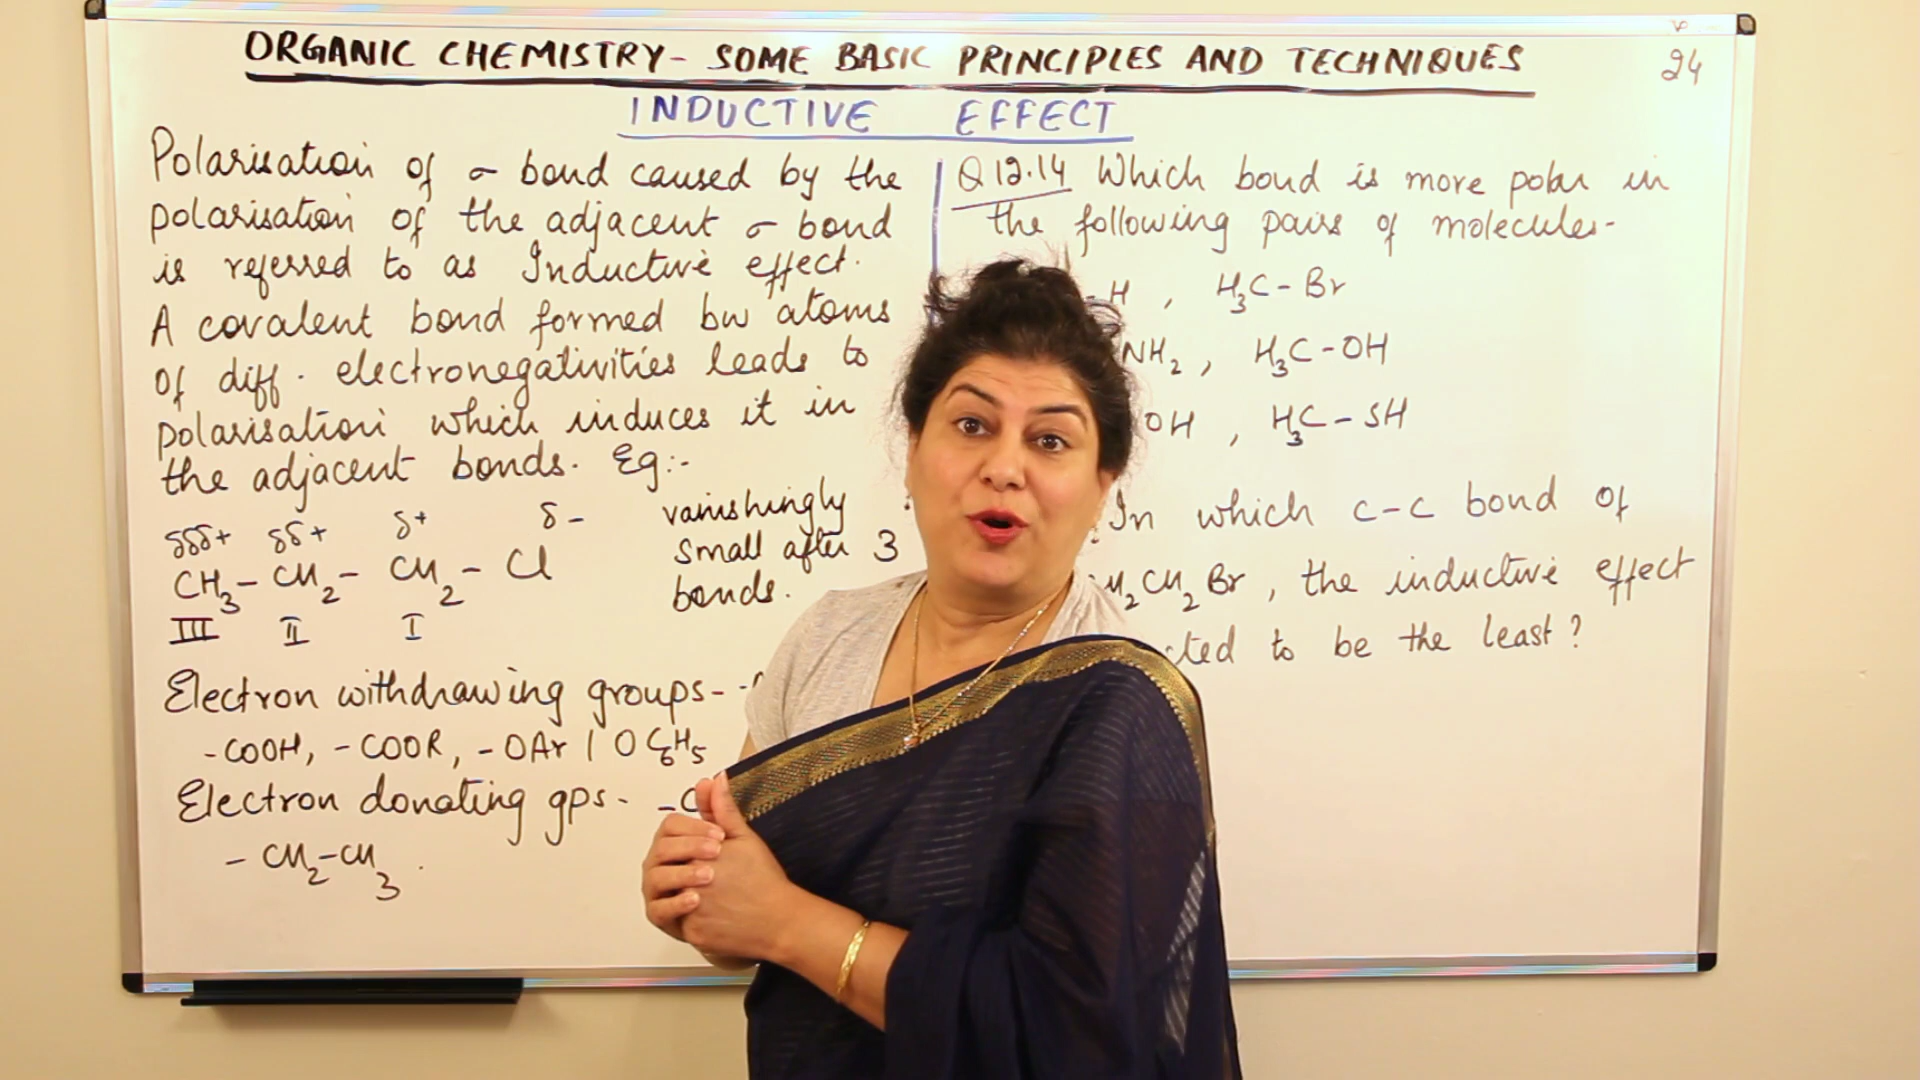 ORGANIC CHEMISTRY - SOME BASIC PRINCIPLES AND TECHNIQUES
24
INDUCTIVE EFFECT
Polarisation of σ bond caused by the
polarisation of the adjacent σ bond
is referred to as Inductive effect.
A covalent bond formed bw atoms
of diff. electronegativities leads to
polarisation which induces it in
the adjacent bonds. Eg:-
δδδ+ δδ+ δ+ δ-
CH3 - CH2 - CH2 - Cl
III II I
vanishingly
small after 3
bonds.
Electron withdrawing groups-
-COOH, -COOR, -OAr / OC6H5
Electron donating gps- -C
- CH2-CH3.
Q12.14 Which bond is more polar in
the following pairs of molecules-
-H, H3C-Br
NH2, H3C-OH
OH, H3C-SH
In which C-C bond of
CH2Br, the inductive effect
cted to be the least?